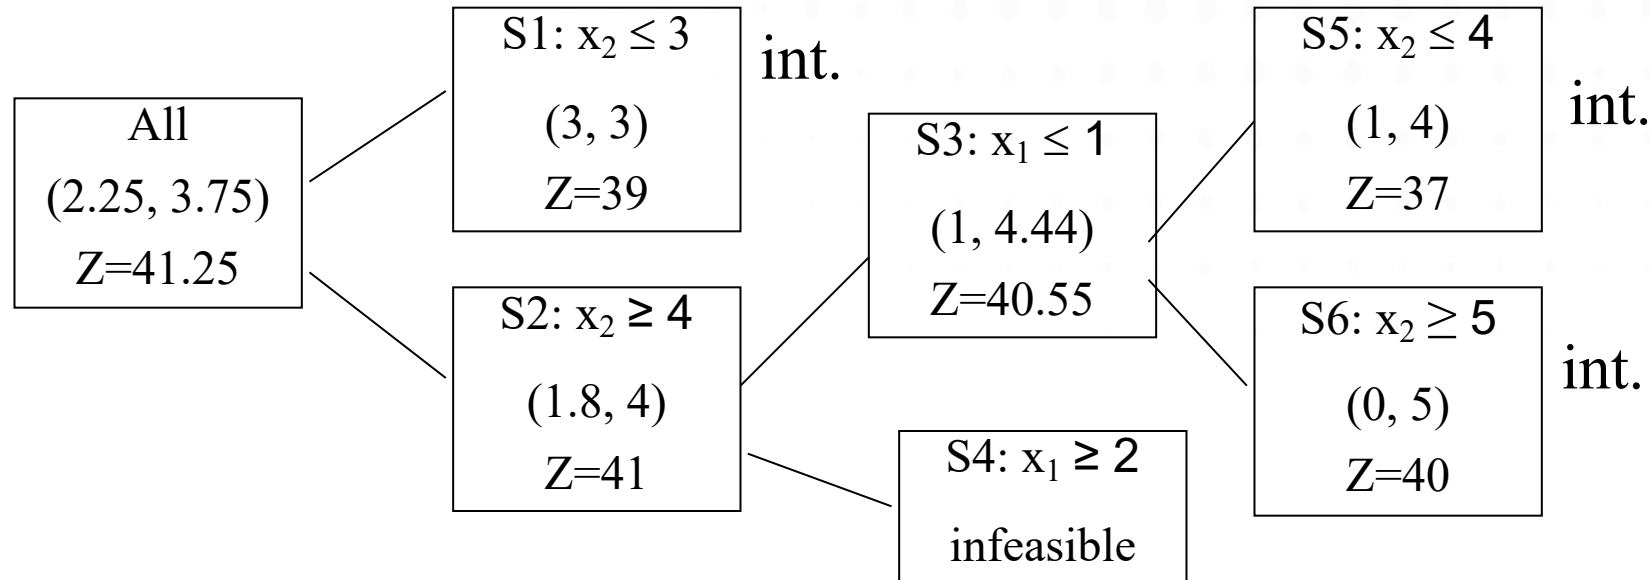 All
(2.25, 3.75)
Z=41.25
S1: x₂ ≤ 3
(3, 3)
Z=39
int.
S2: x₂ ≥ 4
(1.8, 4)
Z=41
S3: x₁ ≤ 1
(1, 4.44)
Z=40.55
S4: x₁ ≥ 2
infeasible
S5: x₂ ≤ 4
(1, 4)
Z=37
int.
S6: x₂ ≥ 5
(0, 5)
Z=40
int.